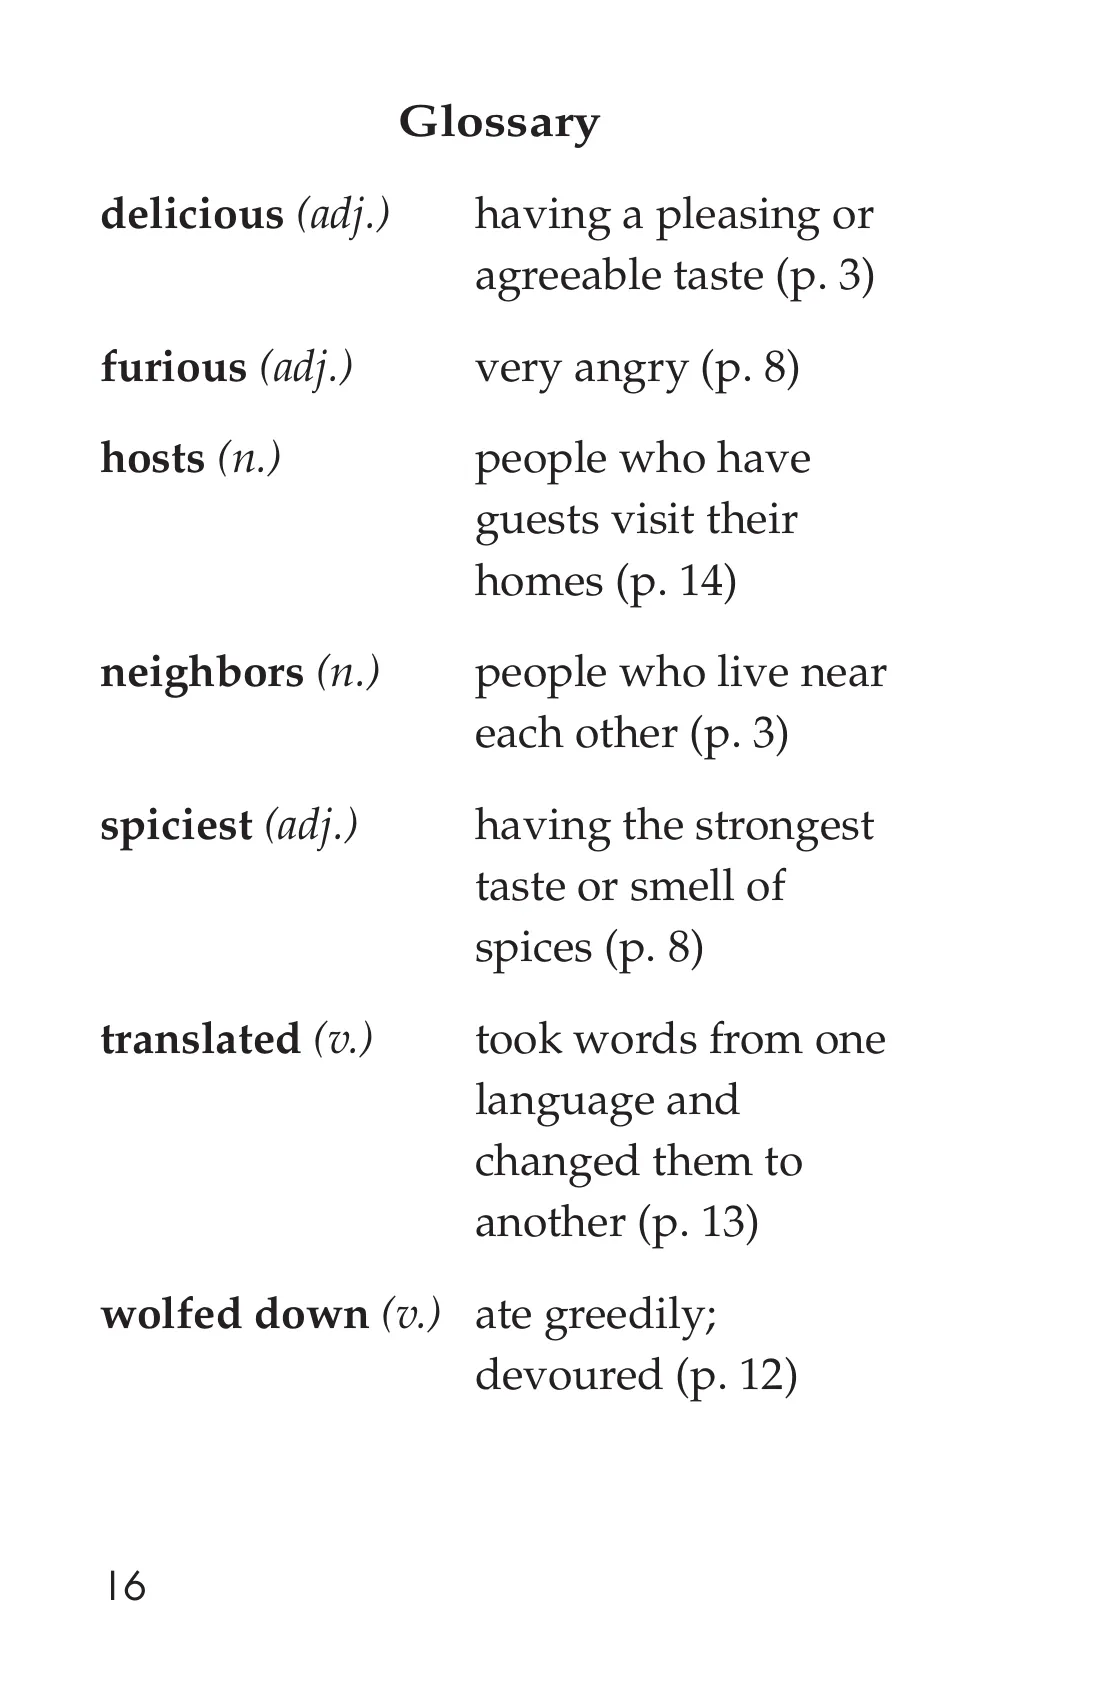 Glossary
delicious (adj.) having a pleasing or
agreeable taste (p. 3)
furious (adj.) very angry (p. 8)
hosts (n.) people who have
guests visit their
homes (p. 14)
neighbors (n.) people who live near
each other (p. 3)
spiciest (adj.) having the strongest
taste or smell of
spices (p. 8)
translated (v.) took words from one
language and
changed them to
another (p. 13)
wolfed down (v.) ate greedily;
devoured (p. 12)
16